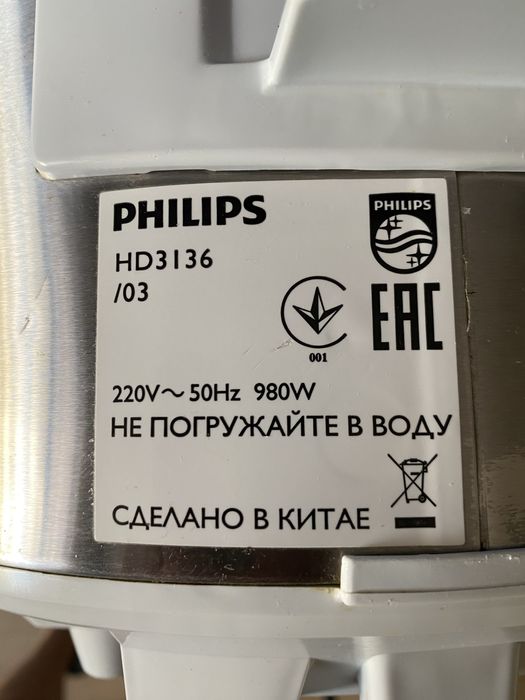 PHILIPS
PHILIPS
HD3136
/03
001
EAC
220V~ 50Hz 980W
НЕ ПОГРУЖАЙТЕ В ВОДУ
СДЕЛАНО В КИТАЕ